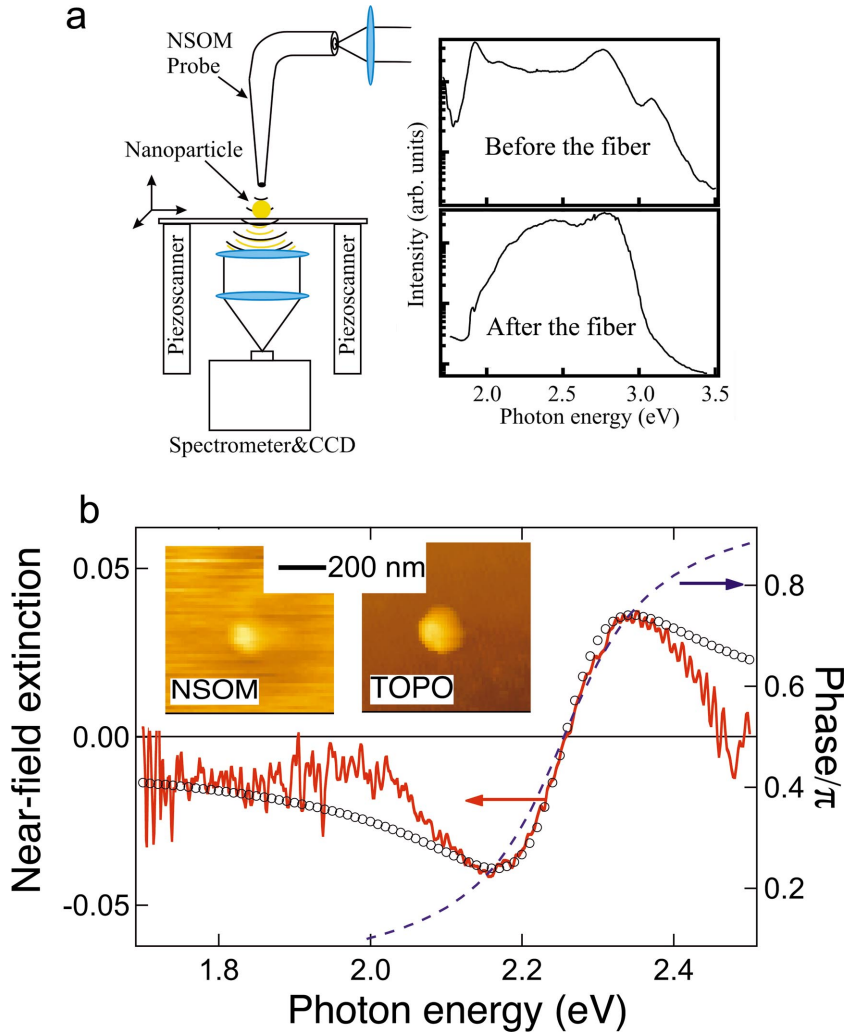 a
NSOM
Probe
Nanoparticle
Piezoscanner
Piezoscanner
Spectrometer&CCD
Intensity (arb. units)
Before the fiber
After the fiber
2.0 2.5 3.0 3.5
Photon energy (eV)
b
Near-field extinction
0.05
0.00
-0.05
200 nm
NSOM
TOPO
0.8
0.6
0.4
0.2
Phase/π
1.8 2.0 2.2 2.4
Photon energy (eV)